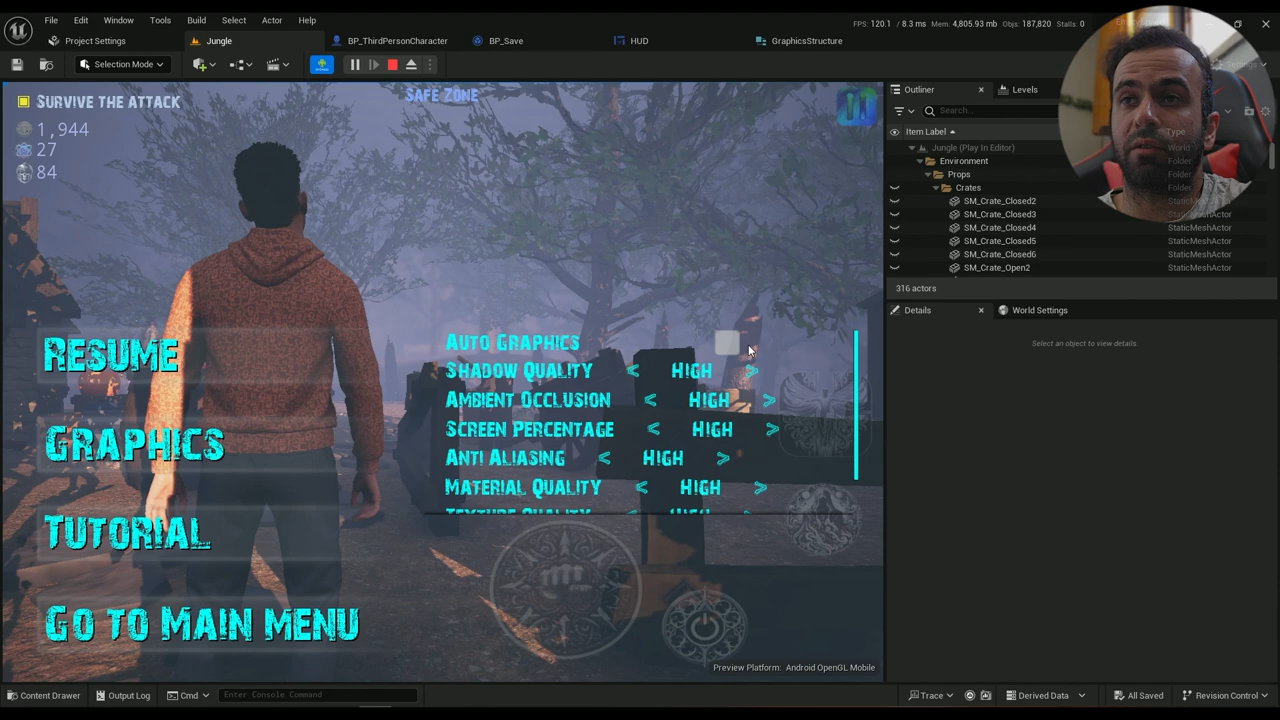 File Edit Window Tools Build Select Actor Help
FPS: 120.1 / 8.3 ms Mem: 4,805.93 mb Objs: 187,820 Stalls: 0
Project Settings Jungle BP_ThirdPersonCharacter BP_Save HUD GraphicsStructure
Selection Mode
Settings
Survive the attack
1,944
27
84
Safe Zone
Resume
Graphics
Tutorial
Go to Main Menu
Auto Graphics
Shadow Quality < High >
Ambient Occlusion < High >
Screen Percentage < High >
Anti Aliasing < High >
Material Quality < High >
Texture Quality < High >
Preview Platform: Android OpenGL Mobile
Outliner Levels
Search...
Item Label Type
Jungle (Play In Editor) World
Environment Folder
Props Folder
Crates Folder
SM_Crate_Closed2 StaticMeshActor
SM_Crate_Closed3 StaticMeshActor
SM_Crate_Closed4 StaticMeshActor
SM_Crate_Closed5 StaticMeshActor
SM_Crate_Closed6 StaticMeshActor
SM_Crate_Open2 StaticMeshActor
316 actors
Details World Settings
Select an object to view details.
Content Drawer Output Log Cmd Enter Console Command
Trace Derived Data All Saved Revision Control